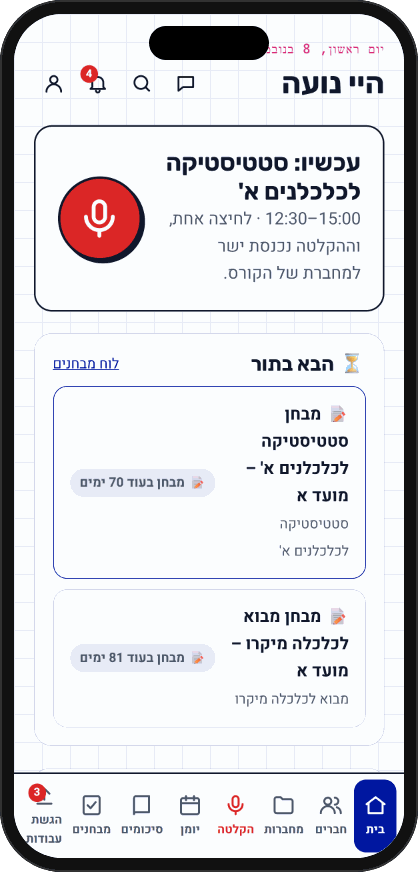 יום ראשון, 8
היי נועה
4
עכשיו: סטטיסטיקה
לכלכלנים א'
12:30–15:00 · לחיצה אחת,
וההקלטה נכנסת ישר
למחברת של הקורס.
⏳ הבא בתור
לוח מבחנים
📝 מבחן
סטטיסטיקה
לכלכלנים א' –
מועד א
סטטיסטיקה
לכלכלנים א'
📝 מבחן בעוד 70 ימים
📝 מבחן מבוא
לכלכלה מיקרו –
מועד א
מבוא לכלכלה מיקרו
📝 מבחן בעוד 81 ימים
בית
חברים
מחברות
הקלטה
יומן
סיכומים
מבחנים
3
הגשת
עבודות